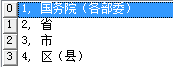 0 1, 国务院（各部委）
1 2, 省
2 3, 市
3 4, 区（县）